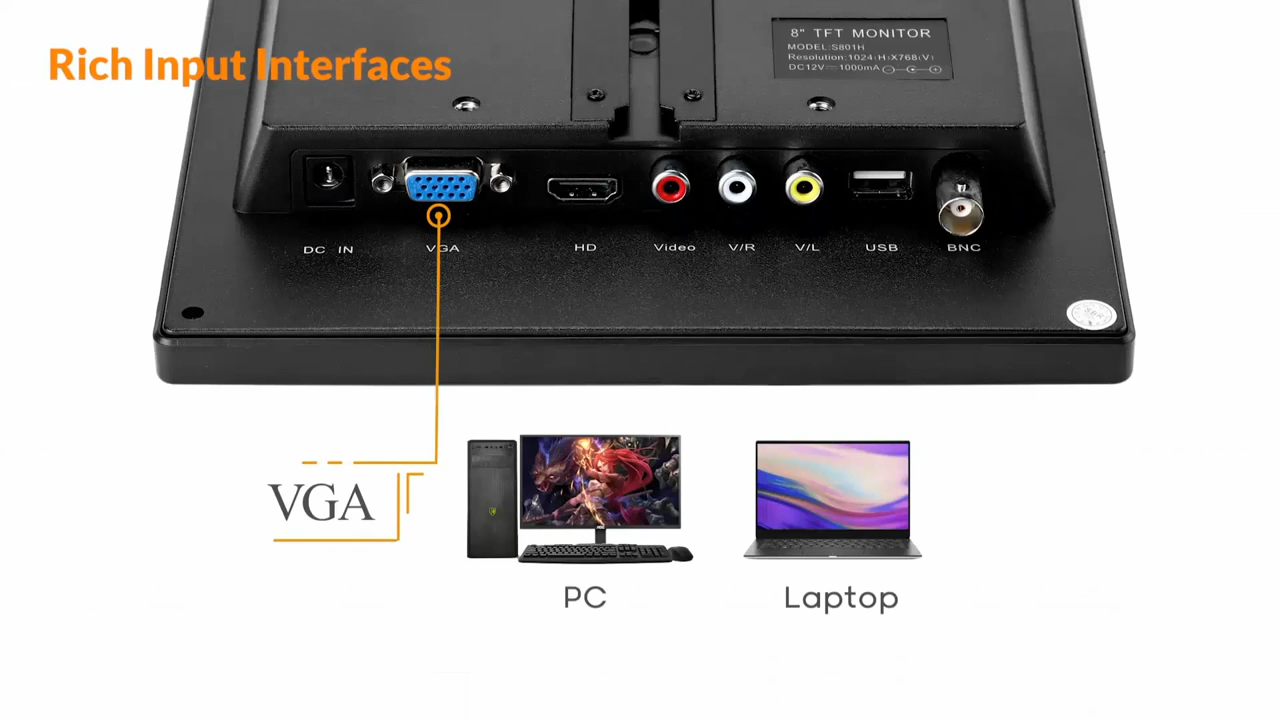 Rich Input Interfaces
8" TFT MONITOR
MODEL:S801H
Resolution:1024(H)X768(V)
DC12V⎓1000mA
DC IN
VGA
HD
Video
V/R
V/L
USB
BNC
VGA
PC
Laptop